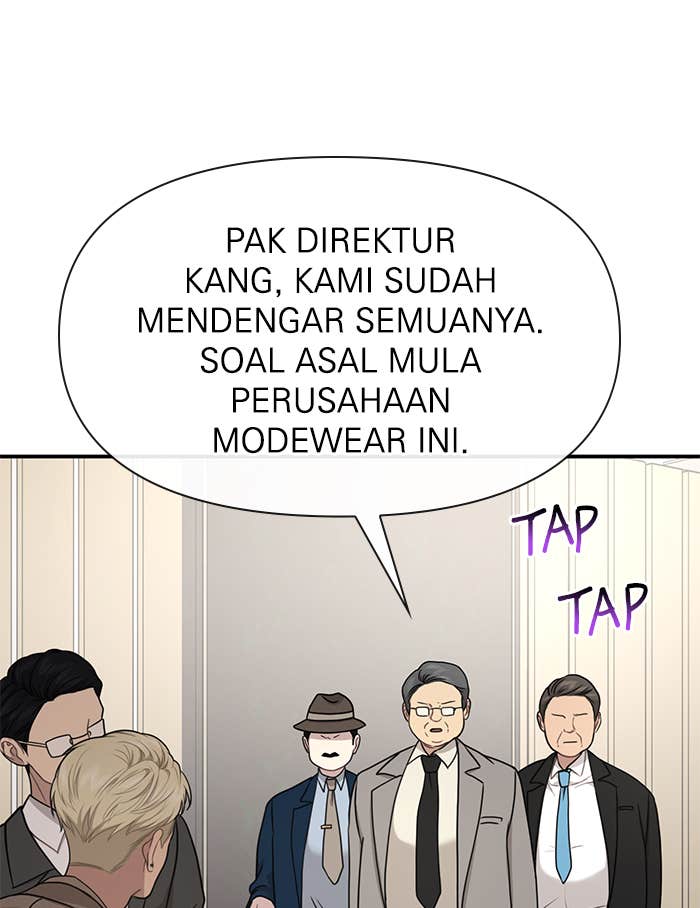 PAK DIREKTUR
KANG, KAMI SUDAH
MENDENGAR SEMUANYA.
SOAL ASAL MULA
PERUSAHAAN
MODEWEAR INI.
TAP
TAP